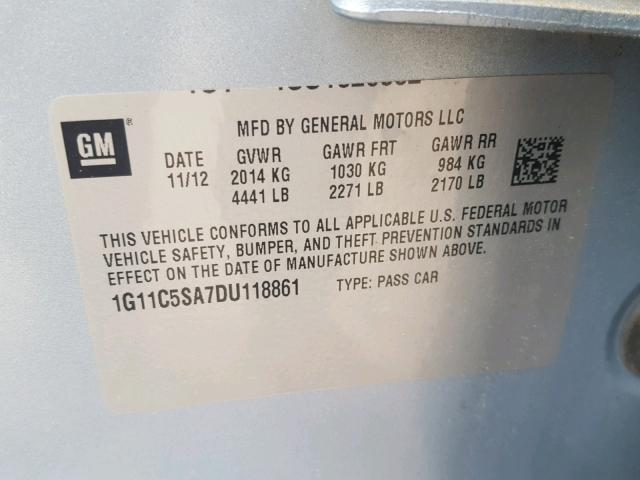 GM
MFD BY GENERAL MOTORS LLC
DATE GVWR GAWR FRT GAWR RR
11/12 2014 KG 1030 KG 984 KG
4441 LB 2271 LB 2170 LB
THIS VEHICLE CONFORMS TO ALL APPLICABLE U.S. FEDERAL MOTOR
VEHICLE SAFETY, BUMPER, AND THEFT PREVENTION STANDARDS IN
EFFECT ON THE DATE OF MANUFACTURE SHOWN ABOVE.
1G11C5SA7DU118861 TYPE: PASS CAR